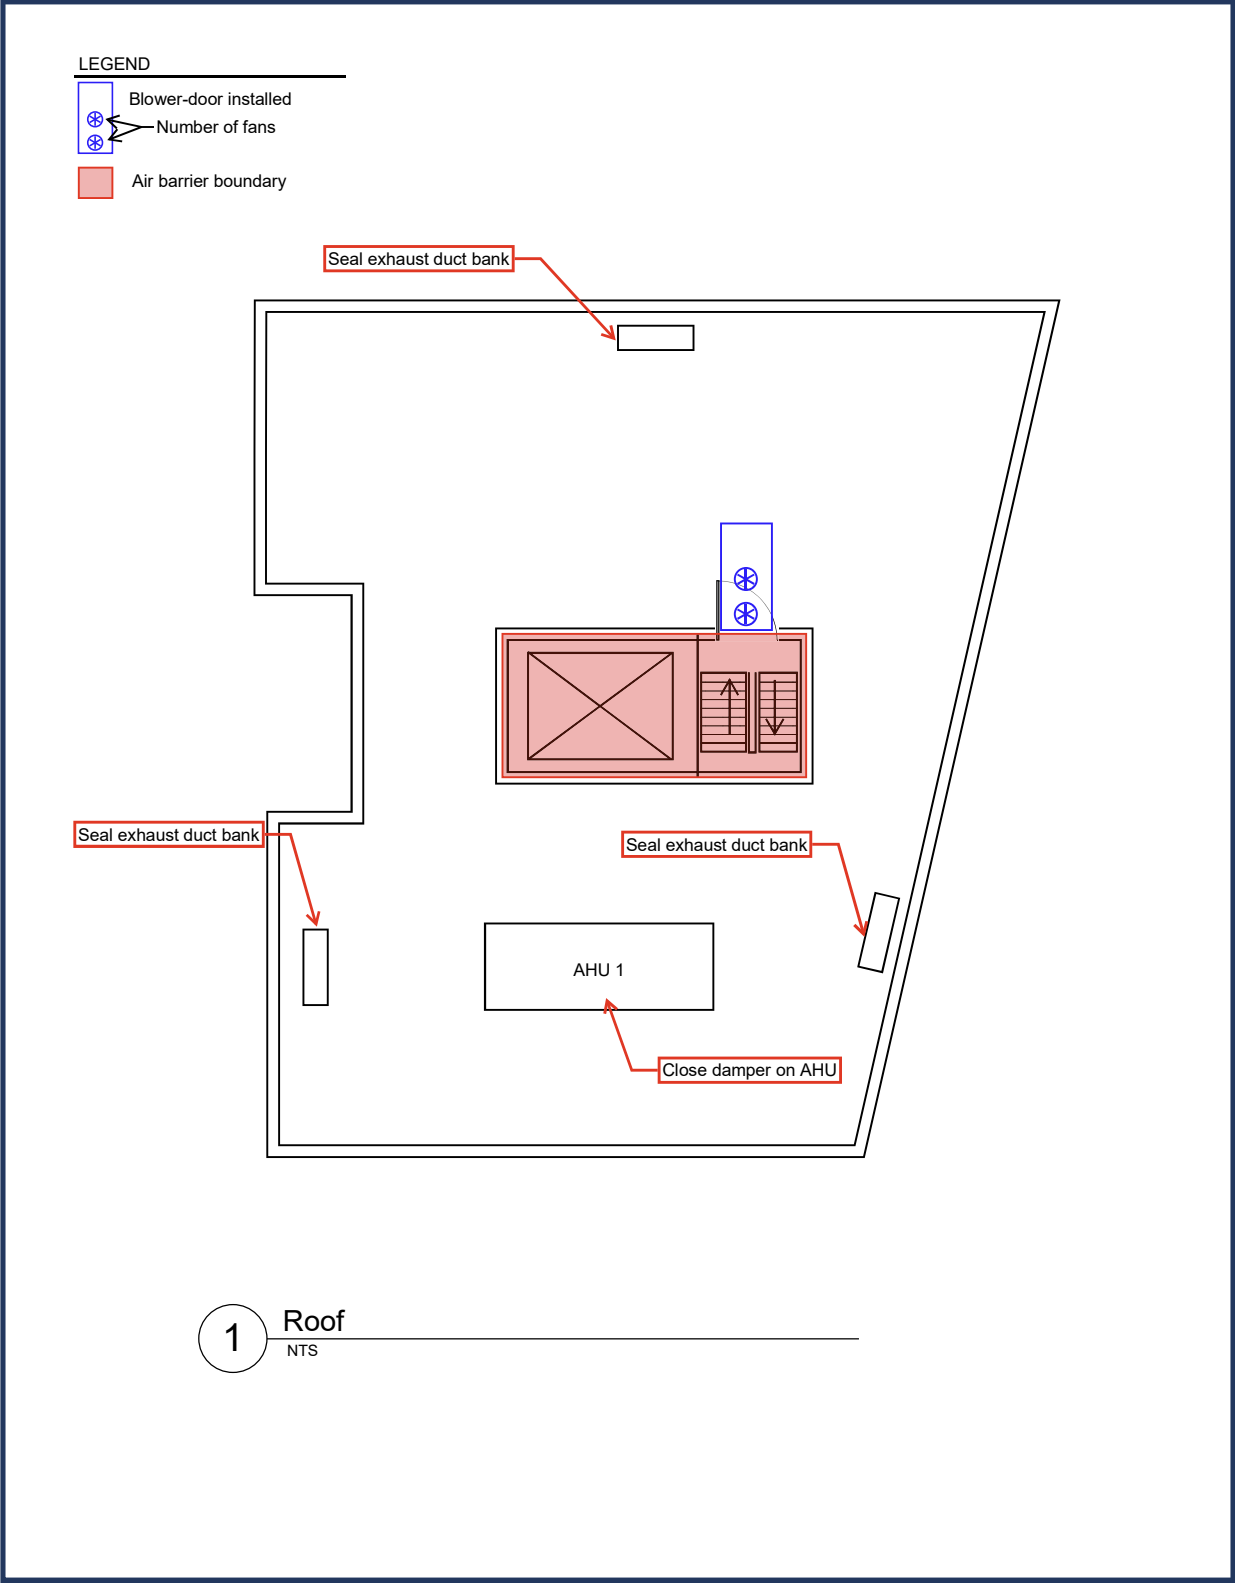 LEGEND
Blower-door installed
Number of fans
Air barrier boundary
Seal exhaust duct bank
Seal exhaust duct bank
Seal exhaust duct bank
AHU 1
Close damper on AHU
1
Roof
NTS